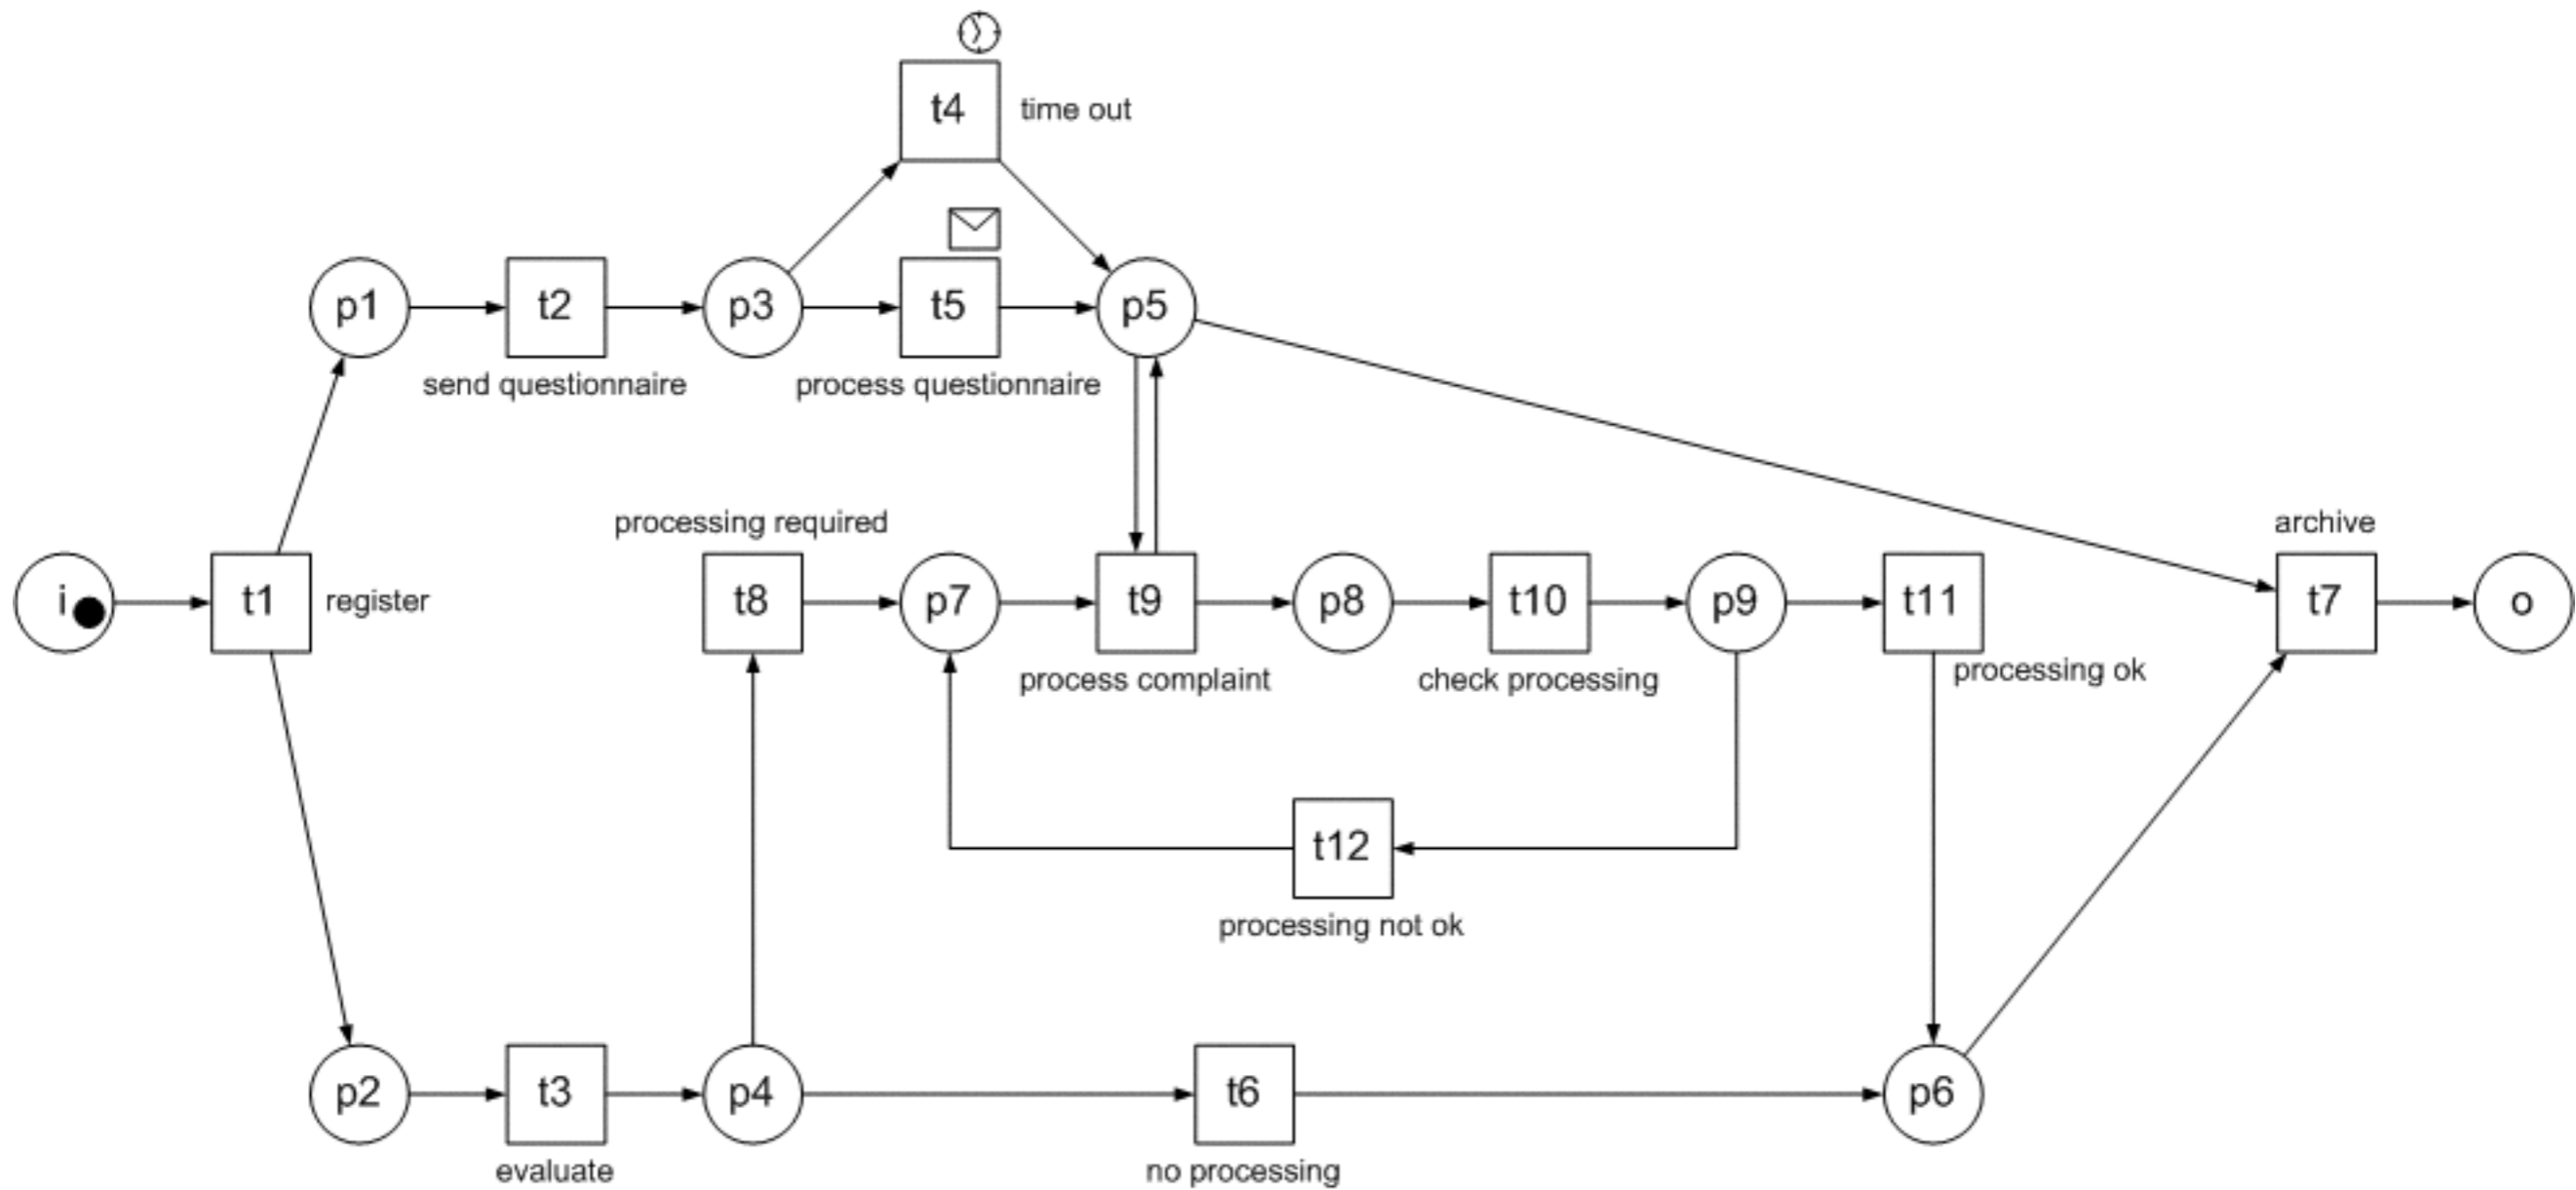 t4
time out
p1
t2
p3
t5
p5
send questionnaire
process questionnaire
processing required
archive
i
t1
register
t8
p7
t9
p8
t10
p9
t11
t7
o
process complaint
check processing
processing ok
t12
processing not ok
p2
t3
p4
t6
p6
evaluate
no processing